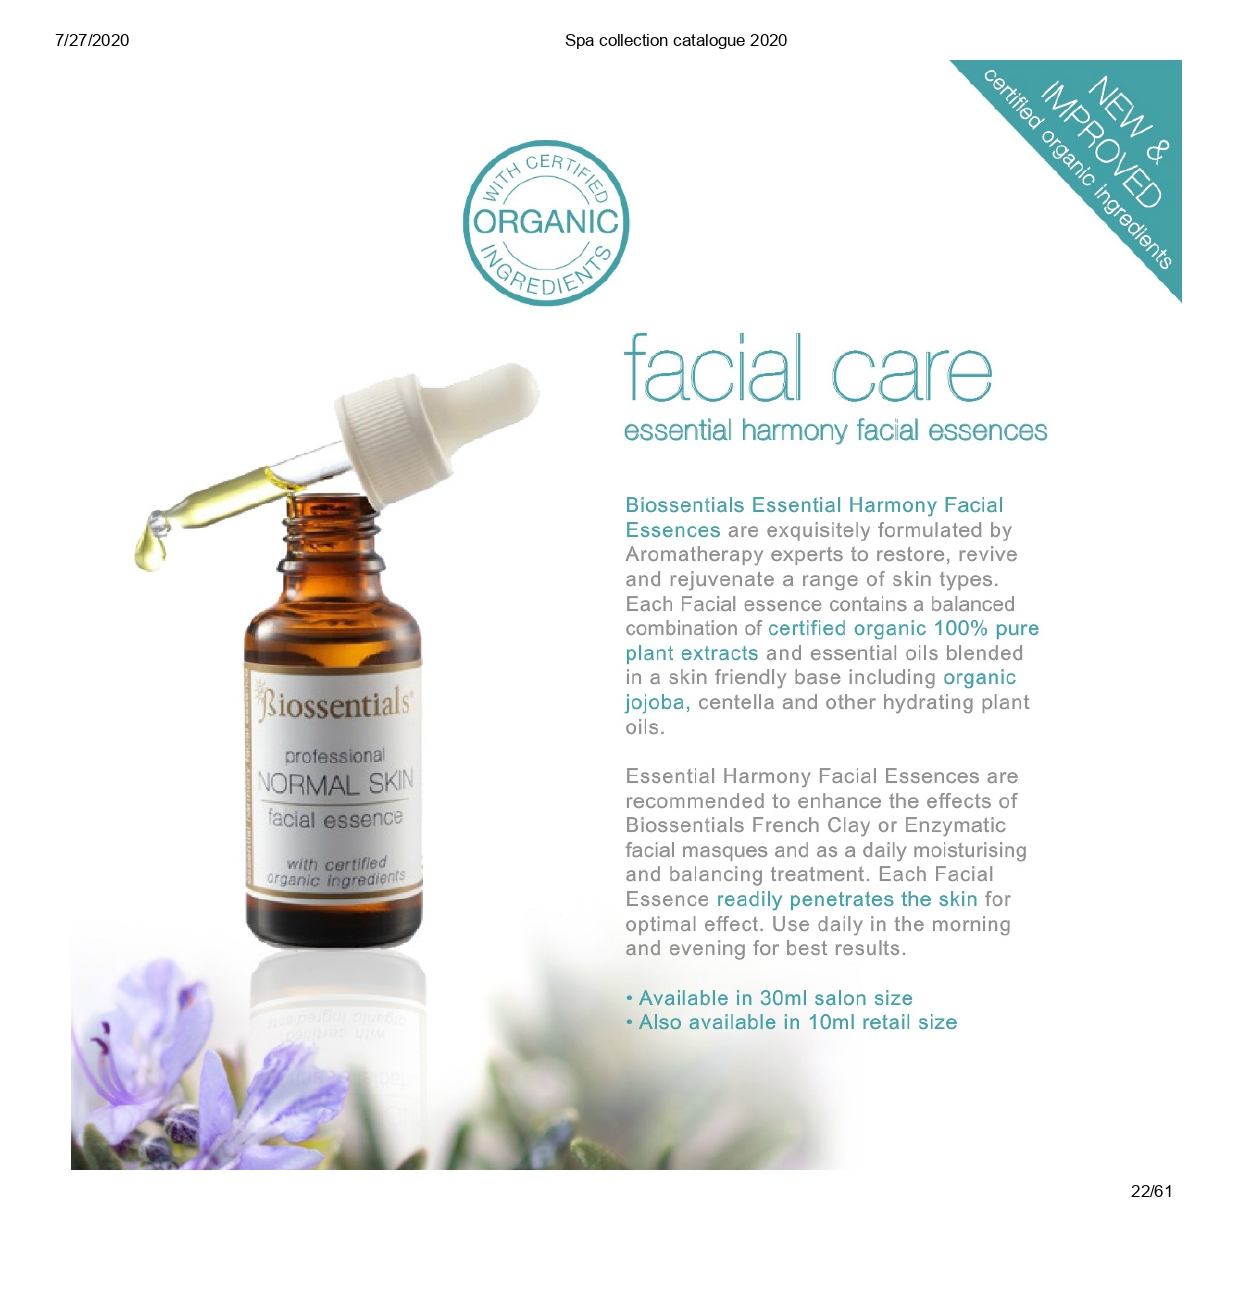 7/27/2020
Spa collection catalogue 2020
NEW &
IMPROVED
certified organic ingredients
WITH CERTIFIED
ORGANIC
INGREDIENTS
facial care
essential harmony facial essences
Biossentials Essential Harmony Facial
Essences are exquisitely formulated by
Aromatherapy experts to restore, revive
and rejuvenate a range of skin types.
Each Facial essence contains a balanced
combination of certified organic 100% pure
plant extracts and essential oils blended
in a skin friendly base including organic
jojoba, centella and other hydrating plant
oils.
Essential Harmony Facial Essences are
recommended to enhance the effects of
Biossentials French Clay or Enzymatic
facial masques and as a daily moisturising
and balancing treatment. Each Facial
Essence readily penetrates the skin for
optimal effect. Use daily in the morning
and evening for best results.
• Available in 30ml salon size
• Also available in 10ml retail size
Biossentials®
professional
NORMAL SKIN
facial essence
with certified
organic ingredients
essential harmony facial essence
22/61